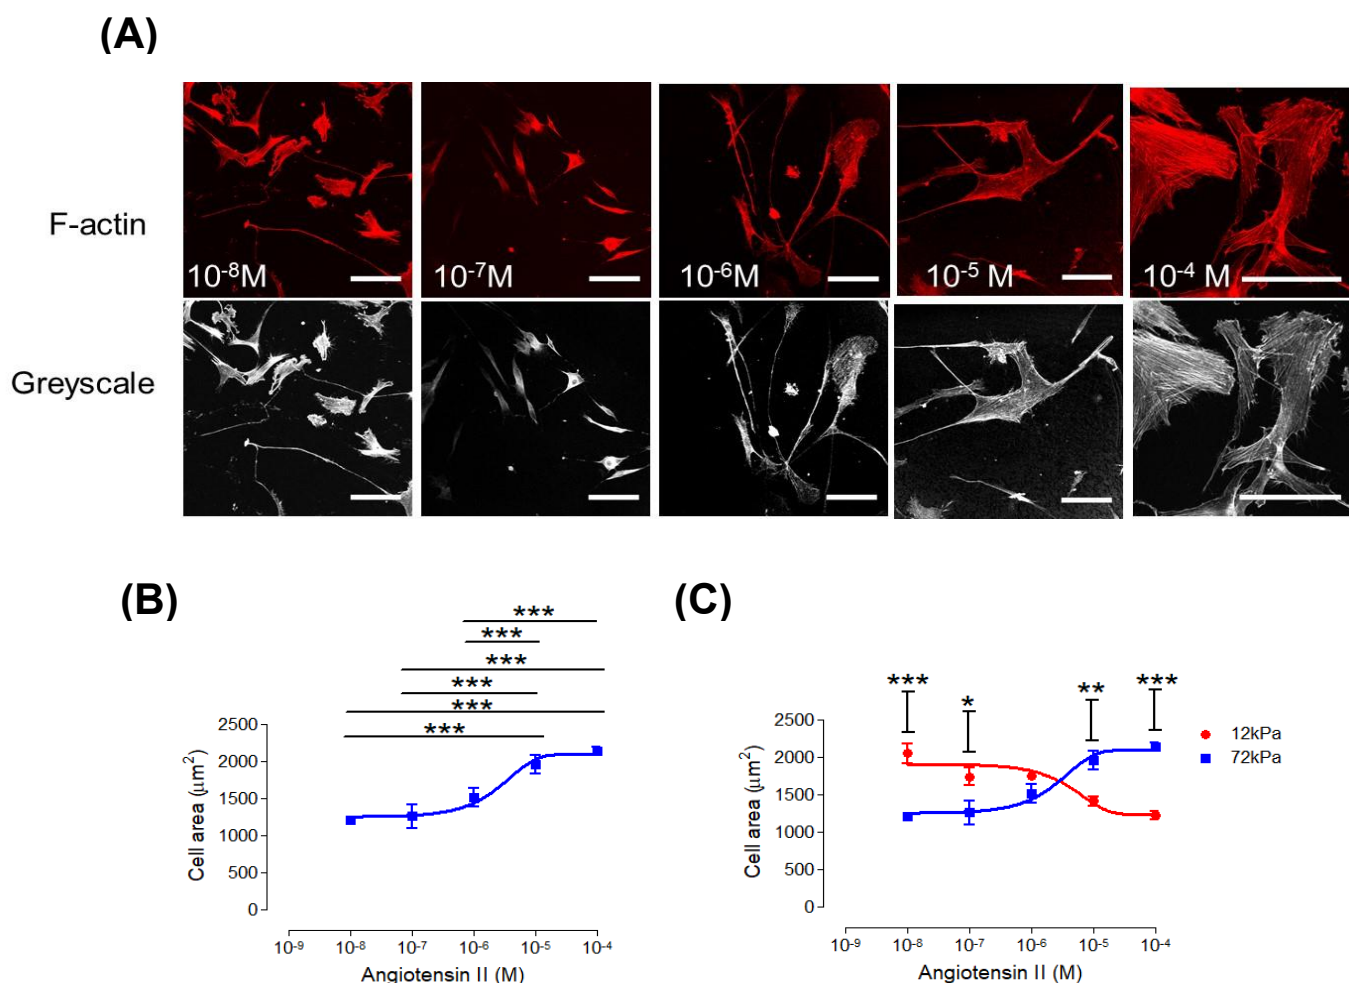 (A)
F-actin
10⁻⁸M
10⁻⁷M
10⁻⁶M
10⁻⁵ M
10⁻⁴ M
Greyscale
(B)
***
***
***
***
***
***
2500
2000
1500
1000
500
0
Cell area (μm²)
10⁻⁹
10⁻⁸
10⁻⁷
10⁻⁶
10⁻⁵
10⁻⁴
Angiotensin II (M)
(C)
***
*
**
***
2500
2000
1500
1000
500
0
Cell area (μm²)
12kPa
72kPa
10⁻⁹
10⁻⁸
10⁻⁷
10⁻⁶
10⁻⁵
10⁻⁴
Angiotensin II (M)